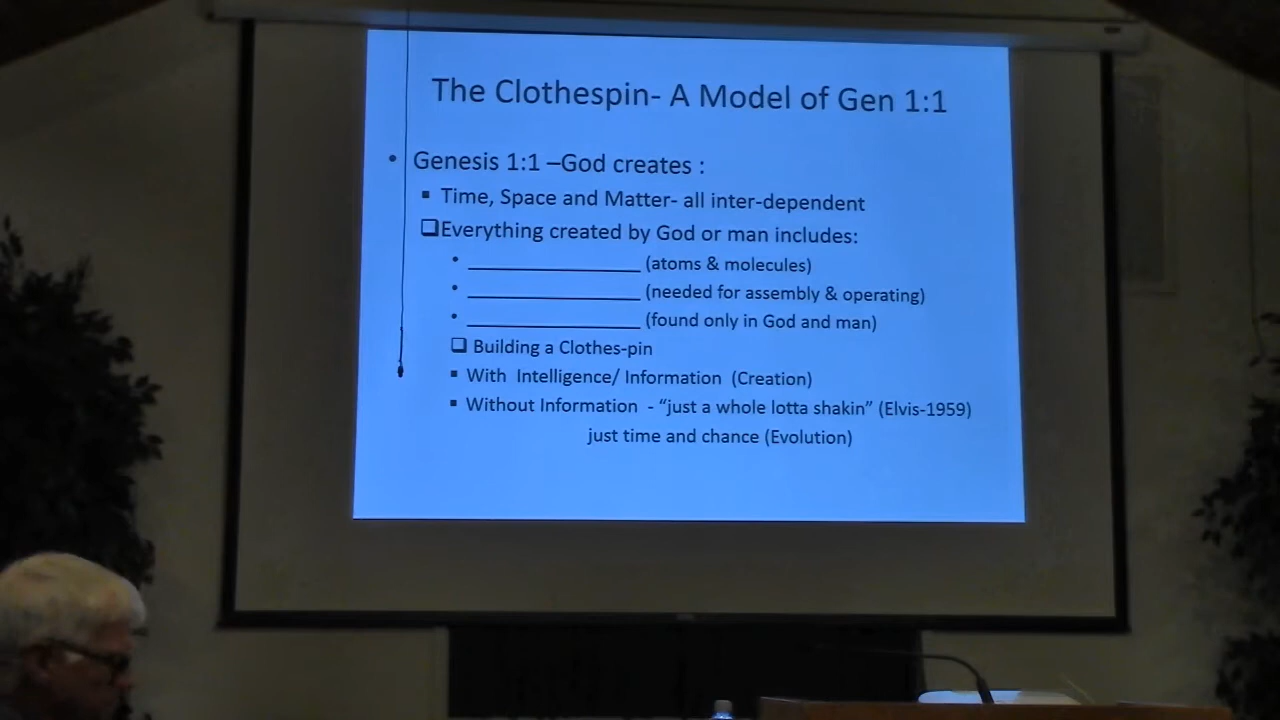 The Clothespin- A Model of Gen 1:1
• Genesis 1:1 –God creates :
▪ Time, Space and Matter- all inter-dependent
❑Everything created by God or man includes:
• ________________ (atoms & molecules)
• ________________ (needed for assembly & operating)
• ________________ (found only in God and man)
❑ Building a Clothes-pin
▪ With Intelligence/ Information (Creation)
▪ Without Information - “just a whole lotta shakin” (Elvis-1959)
just time and chance (Evolution)